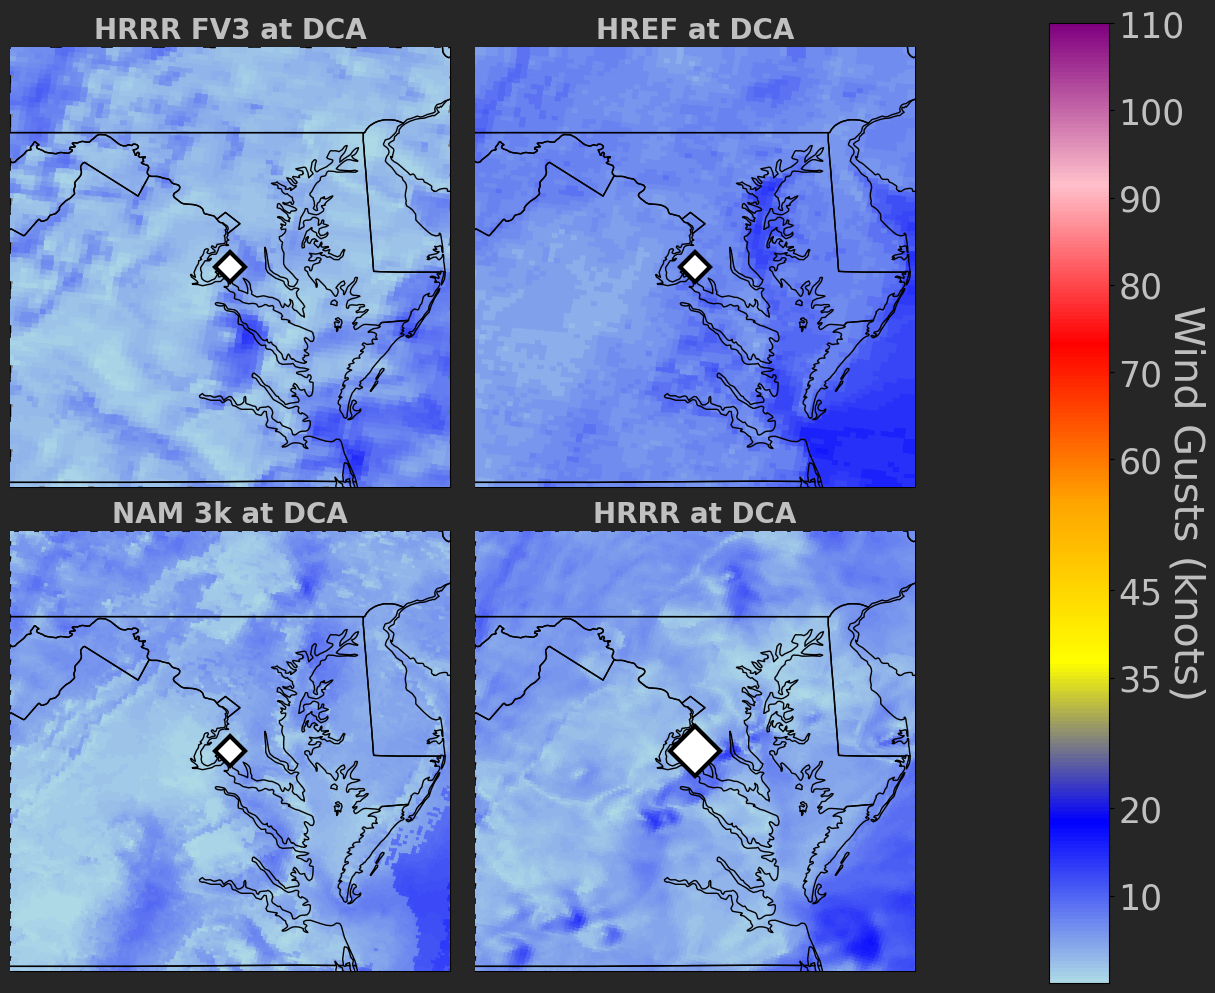 HRRR FV3 at DCA
HREF at DCA
NAM 3k at DCA
HRRR at DCA
110
100
90
80
70
60
45
35
20
10
Wind Gusts (knots)